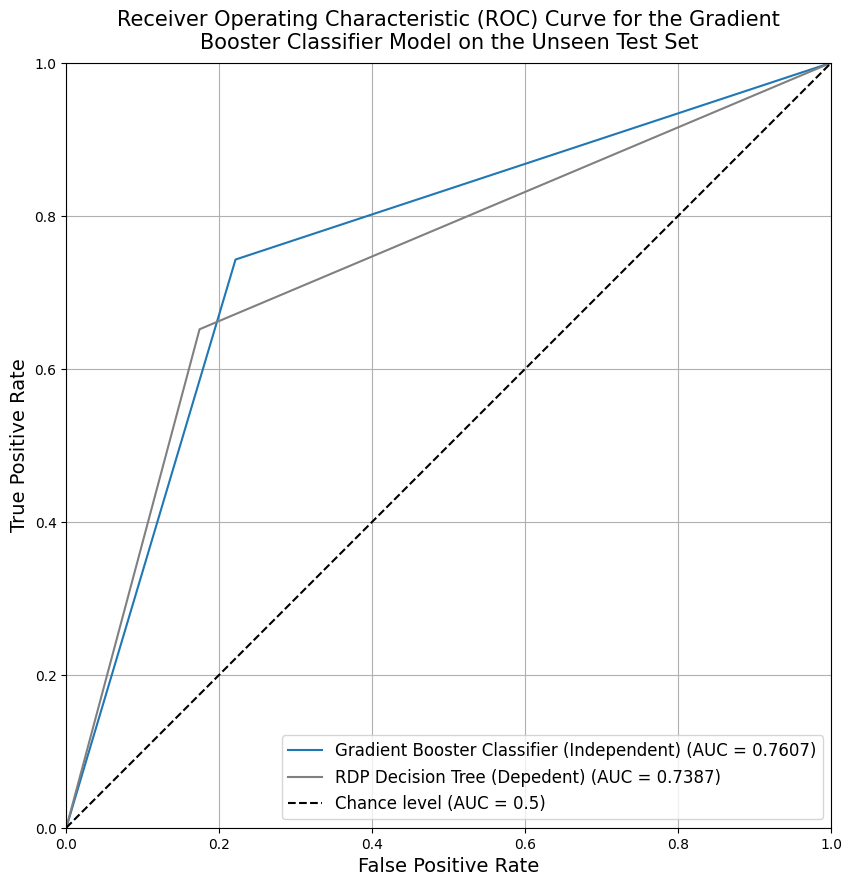 Receiver Operating Characteristic (ROC) Curve for the Gradient
Booster Classifier Model on the Unseen Test Set
True Positive Rate
1.0
0.8
0.6
0.4
0.2
0.0
Gradient Booster Classifier (Independent) (AUC = 0.7607)
RDP Decision Tree (Depedent) (AUC = 0.7387)
Chance level (AUC = 0.5)
0.0 0.2 0.4 0.6 0.8 1.0
False Positive Rate